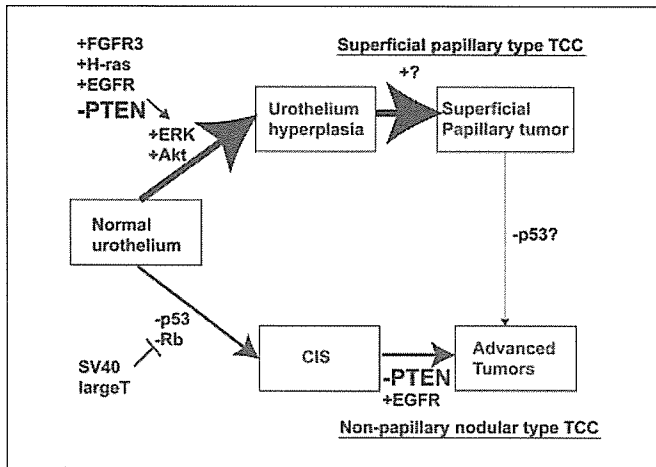 +FGFR3
+H-ras
+EGFR
-PTEN
+ERK
+Akt
Superficial papillary type TCC
+?
Urothelium
hyperplasia
Superficial
Papillary tumor
Normal
urothelium
-p53?
-p53
-Rb
SV40
largeT
CIS
-PTEN
+EGFR
Advanced
Tumors
Non-papillary nodular type TCC